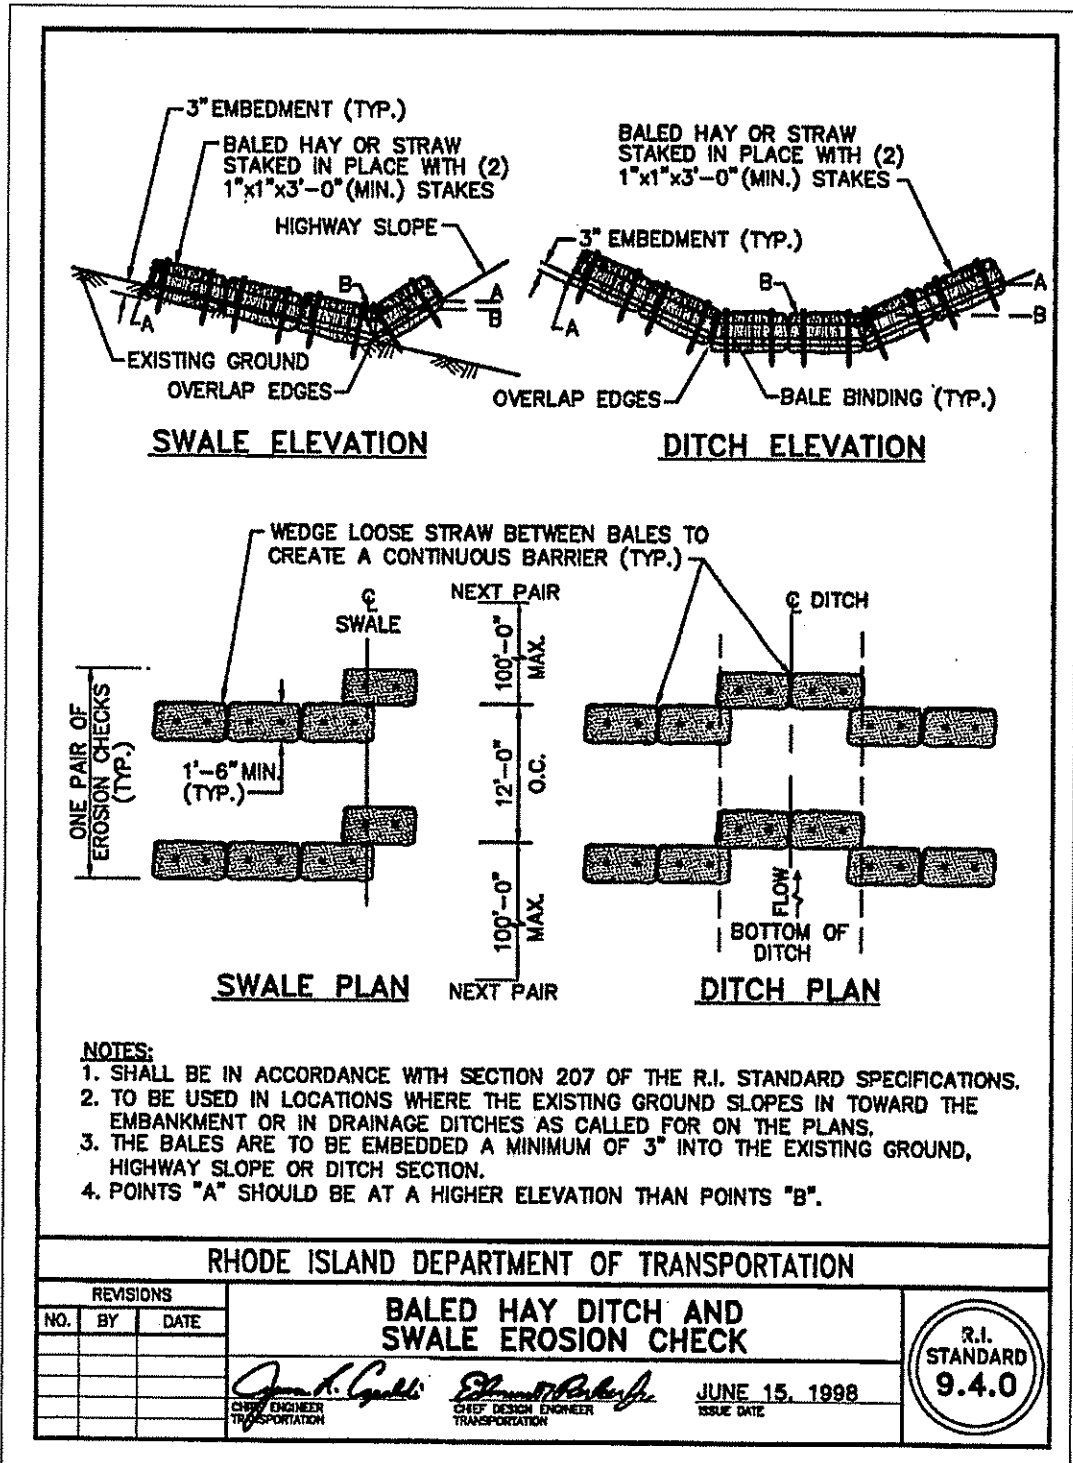 3" EMBEDMENT (TYP.)
BALED HAY OR STRAW
STAKED IN PLACE WITH (2)
1"x1"x3'-0" (MIN.) STAKES
HIGHWAY SLOPE
B
A
B
A
EXISTING GROUND
OVERLAP EDGES
SWALE ELEVATION
BALED HAY OR STRAW
STAKED IN PLACE WITH (2)
1"x1"x3'-0" (MIN.) STAKES
3" EMBEDMENT (TYP.)
B
A
B
A
OVERLAP EDGES
BALE BINDING (TYP.)
DITCH ELEVATION
WEDGE LOOSE STRAW BETWEEN BALES TO
CREATE A CONTINUOUS BARRIER (TYP.)
℄
SWALE
NEXT PAIR
100'-0"
MAX.
℄ DITCH
ONE PAIR OF
EROSION CHECKS
(TYP.)
1'-6" MIN.
(TYP.)
12'-0"
O.C.
100'-0"
MAX.
FLOW
BOTTOM OF
DITCH
SWALE PLAN
NEXT PAIR
DITCH PLAN
NOTES:
1. SHALL BE IN ACCORDANCE WITH SECTION 207 OF THE R.I. STANDARD SPECIFICATIONS.
2. TO BE USED IN LOCATIONS WHERE THE EXISTING GROUND SLOPES IN TOWARD THE
EMBANKMENT OR IN DRAINAGE DITCHES AS CALLED FOR ON THE PLANS.
3. THE BALES ARE TO BE EMBEDDED A MINIMUM OF 3" INTO THE EXISTING GROUND,
HIGHWAY SLOPE OR DITCH SECTION.
4. POINTS "A" SHOULD BE AT A HIGHER ELEVATION THAN POINTS "B".
RHODE ISLAND DEPARTMENT OF TRANSPORTATION
REVISIONS
NO. BY DATE
BALED HAY DITCH AND
SWALE EROSION CHECK
CHIEF ENGINEER
TRANSPORTATION
CHIEF DESIGN ENGINEER
TRANSPORTATION
JUNE 15, 1998
ISSUE DATE
R.I.
STANDARD
9.4.0